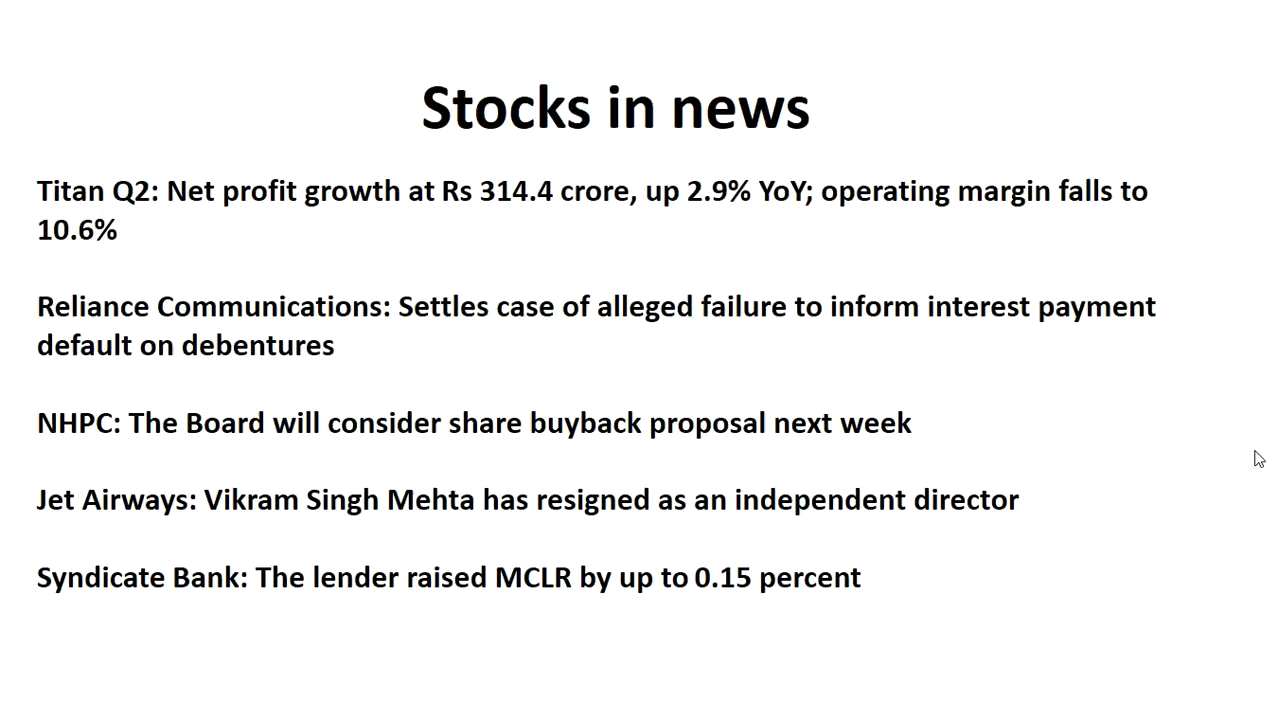 Stocks in news
Titan Q2: Net profit growth at Rs 314.4 crore, up 2.9% YoY; operating margin falls to
10.6%
Reliance Communications: Settles case of alleged failure to inform interest payment
default on debentures
NHPC: The Board will consider share buyback proposal next week
Jet Airways: Vikram Singh Mehta has resigned as an independent director
Syndicate Bank: The lender raised MCLR by up to 0.15 percent